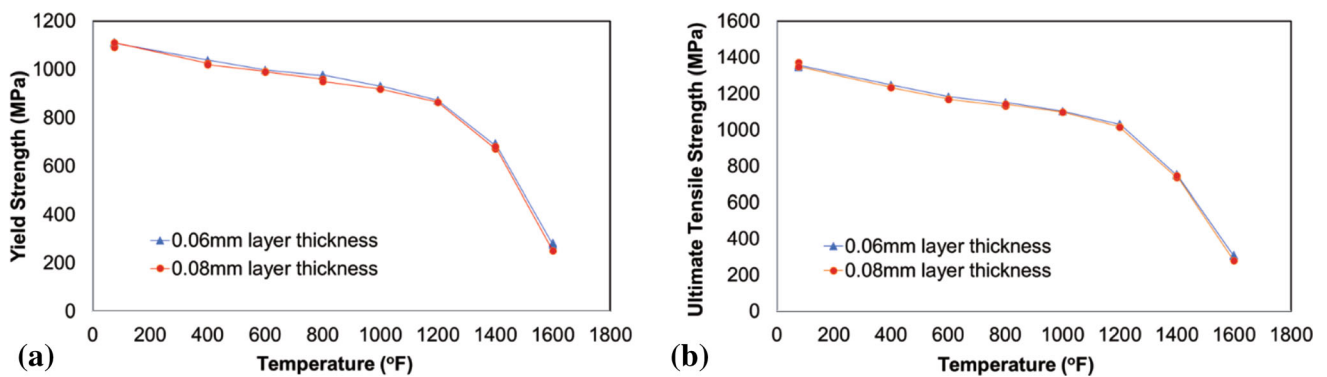 1200
1000
800
600
400
200
0
Yield Strength (MPa)
0.06mm layer thickness
0.08mm layer thickness
0 200 400 600 800 1000 1200 1400 1600 1800
Temperature (ºF)
(a)
1600
1400
1200
1000
800
600
400
200
0
Ultimate Tensile Strength (MPa)
0.06mm layer thickness
0.08mm layer thickness
0 200 400 600 800 1000 1200 1400 1600 1800
Temperature (ºF)
(b)